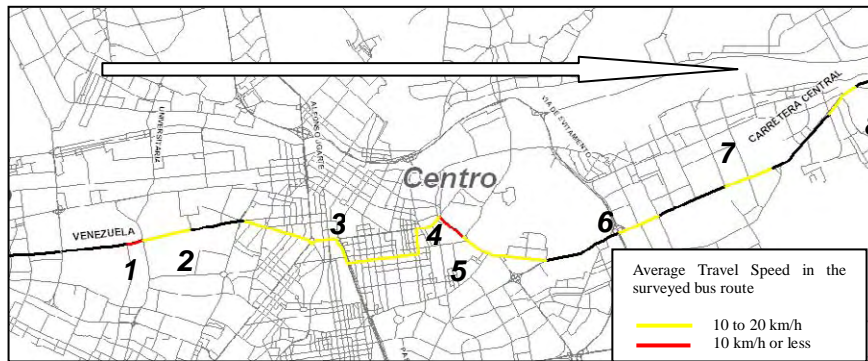 UNIVERSITARIA
ALFONSO UGARTE
VIA DE EVITAMIENTO
CARRETERA CENTRAL
Centro
VENEZUELA
1
2
3
4
5
6
7
Average Travel Speed in the
surveyed bus route
10 to 20 km/h
10 km/h or less